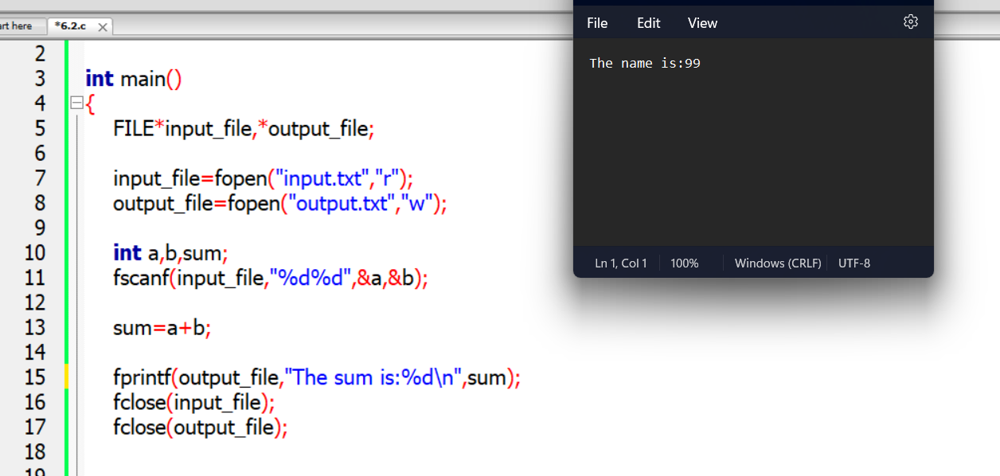 art here *6.2.c
File Edit View
The name is:99
Ln 1, Col 1 100% Windows (CRLF) UTF-8
2
3 int main()
4 {
5 FILE*input_file,*output_file;
6
7 input_file=fopen("input.txt","r");
8 output_file=fopen("output.txt","w");
9
10 int a,b,sum;
11 fscanf(input_file,"%d%d",&a,&b);
12
13 sum=a+b;
14
15 fprintf(output_file,"The sum is:%d\n",sum);
16 fclose(input_file);
17 fclose(output_file);
18
19